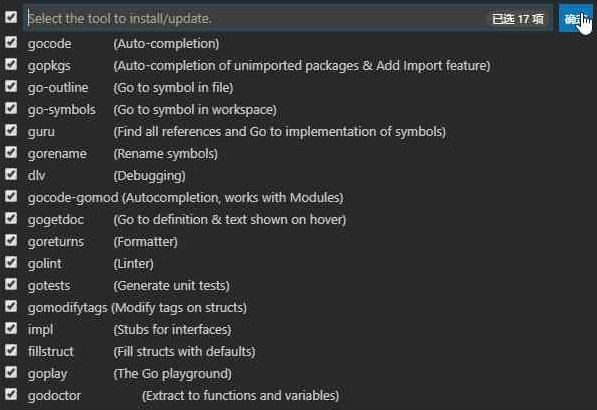 Select the tool to install/update. 已选 17 项 确定
gocode (Auto-completion)
gopkgs (Auto-completion of unimported packages & Add Import feature)
go-outline (Go to symbol in file)
go-symbols (Go to symbol in workspace)
guru (Find all references and Go to implementation of symbols)
gorename (Rename symbols)
dlv (Debugging)
gocode-gomod (Autocompletion, works with Modules)
gogetdoc (Go to definition & text shown on hover)
goreturns (Formatter)
golint (Linter)
gotests (Generate unit tests)
gomodifytags (Modify tags on structs)
impl (Stubs for interfaces)
fillstruct (Fill structs with defaults)
goplay (The Go playground)
godoctor (Extract to functions and variables)